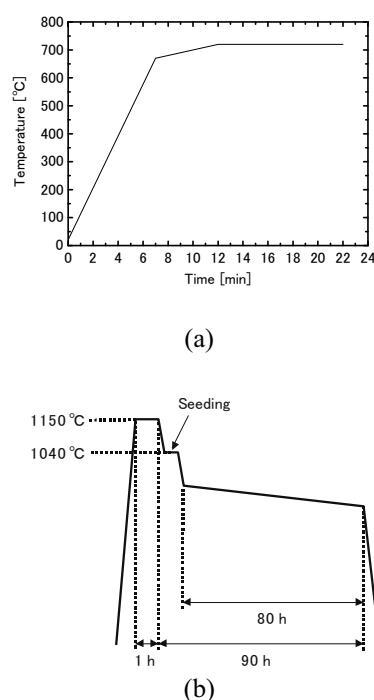 800
700
600
500
400
300
200
100
0
Temperature [°C]
0 2 4 6 8 10 12 14 16 18 20 22 24
Time [min]
(a)
Seeding
1150 °C
1040 °C
80 h
1 h 90 h
(b)